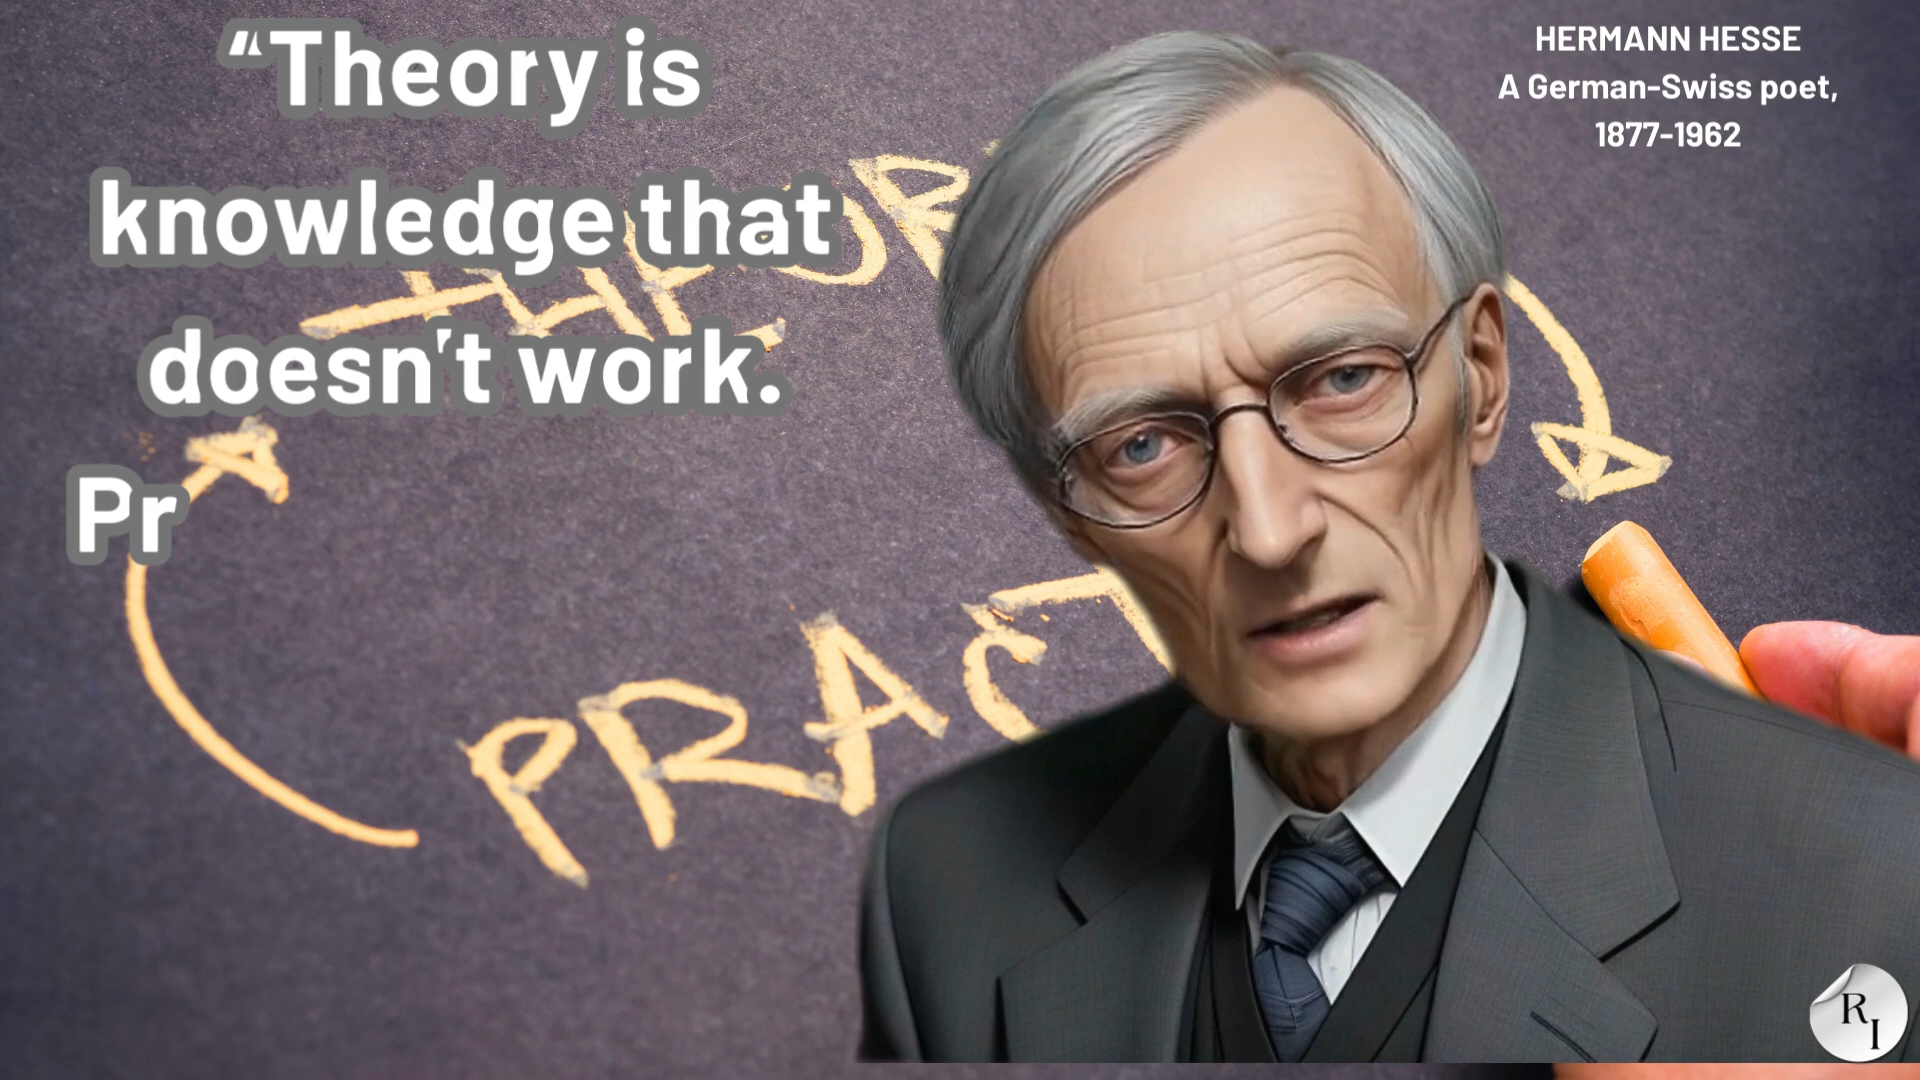 “Theory is
knowledge that
doesn't work.
Pr
HERMANN HESSE
A German-Swiss poet,
1877-1962
R
I